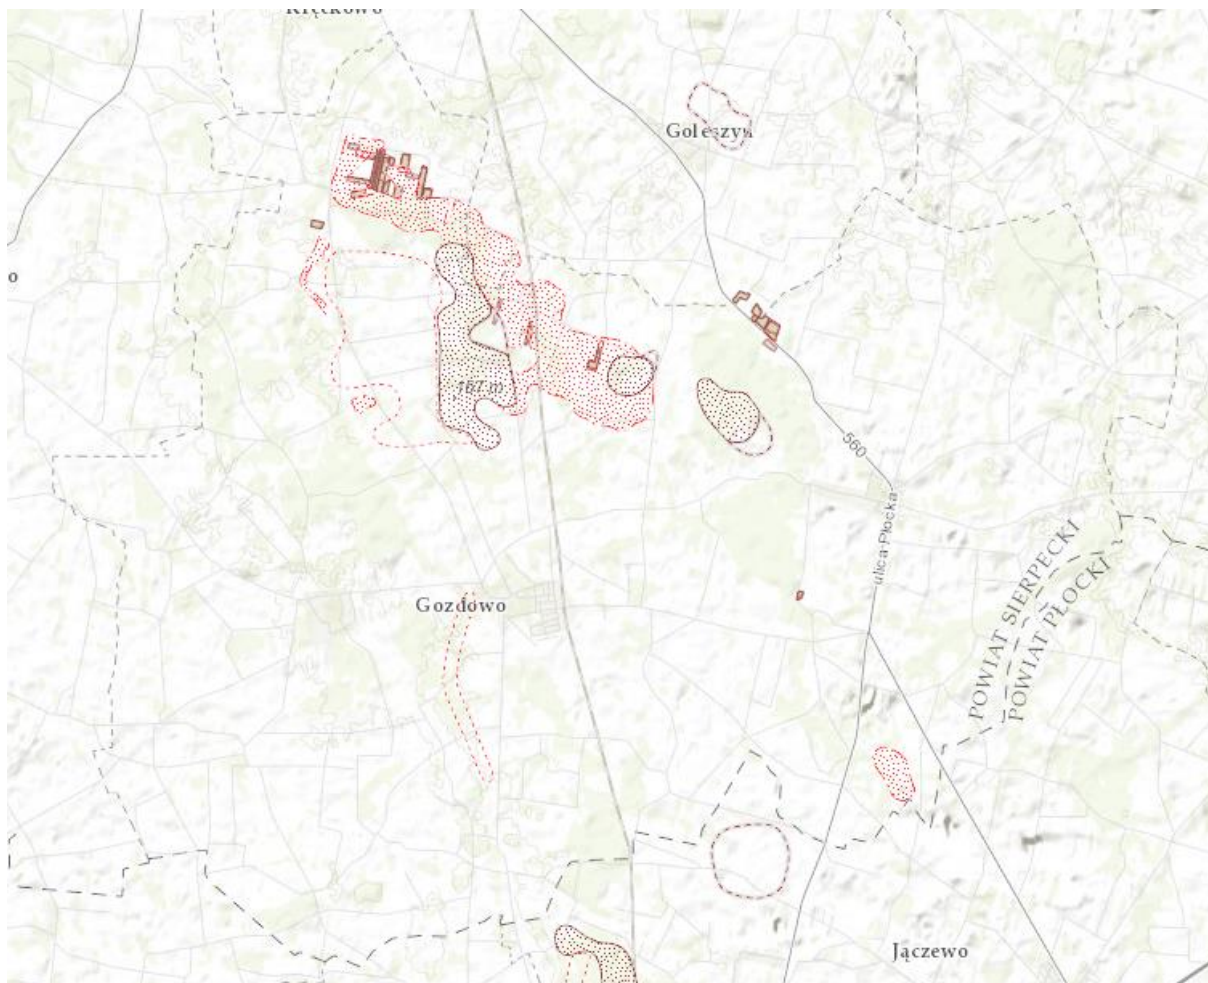 Goleszyn
o
167 m
560
ulica Płocka
Gozdowo
POWIAT SIERPECKI
POWIAT PŁOCKI
Jączewo